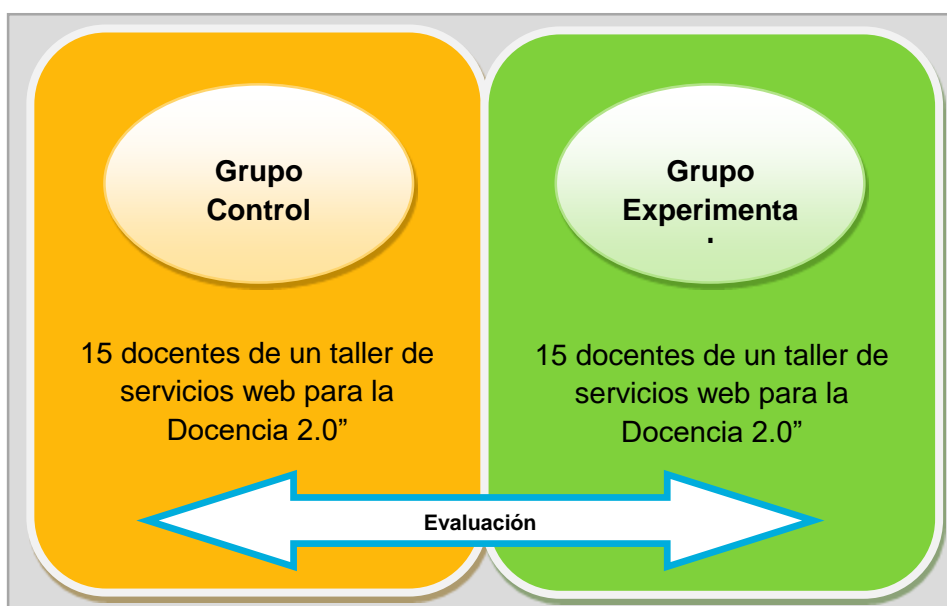 Grupo
Control
Grupo
Experimenta
15 docentes de un taller de
servicios web para la
Docencia 2.0”
15 docentes de un taller de
servicios web para la
Docencia 2.0”
Evaluación